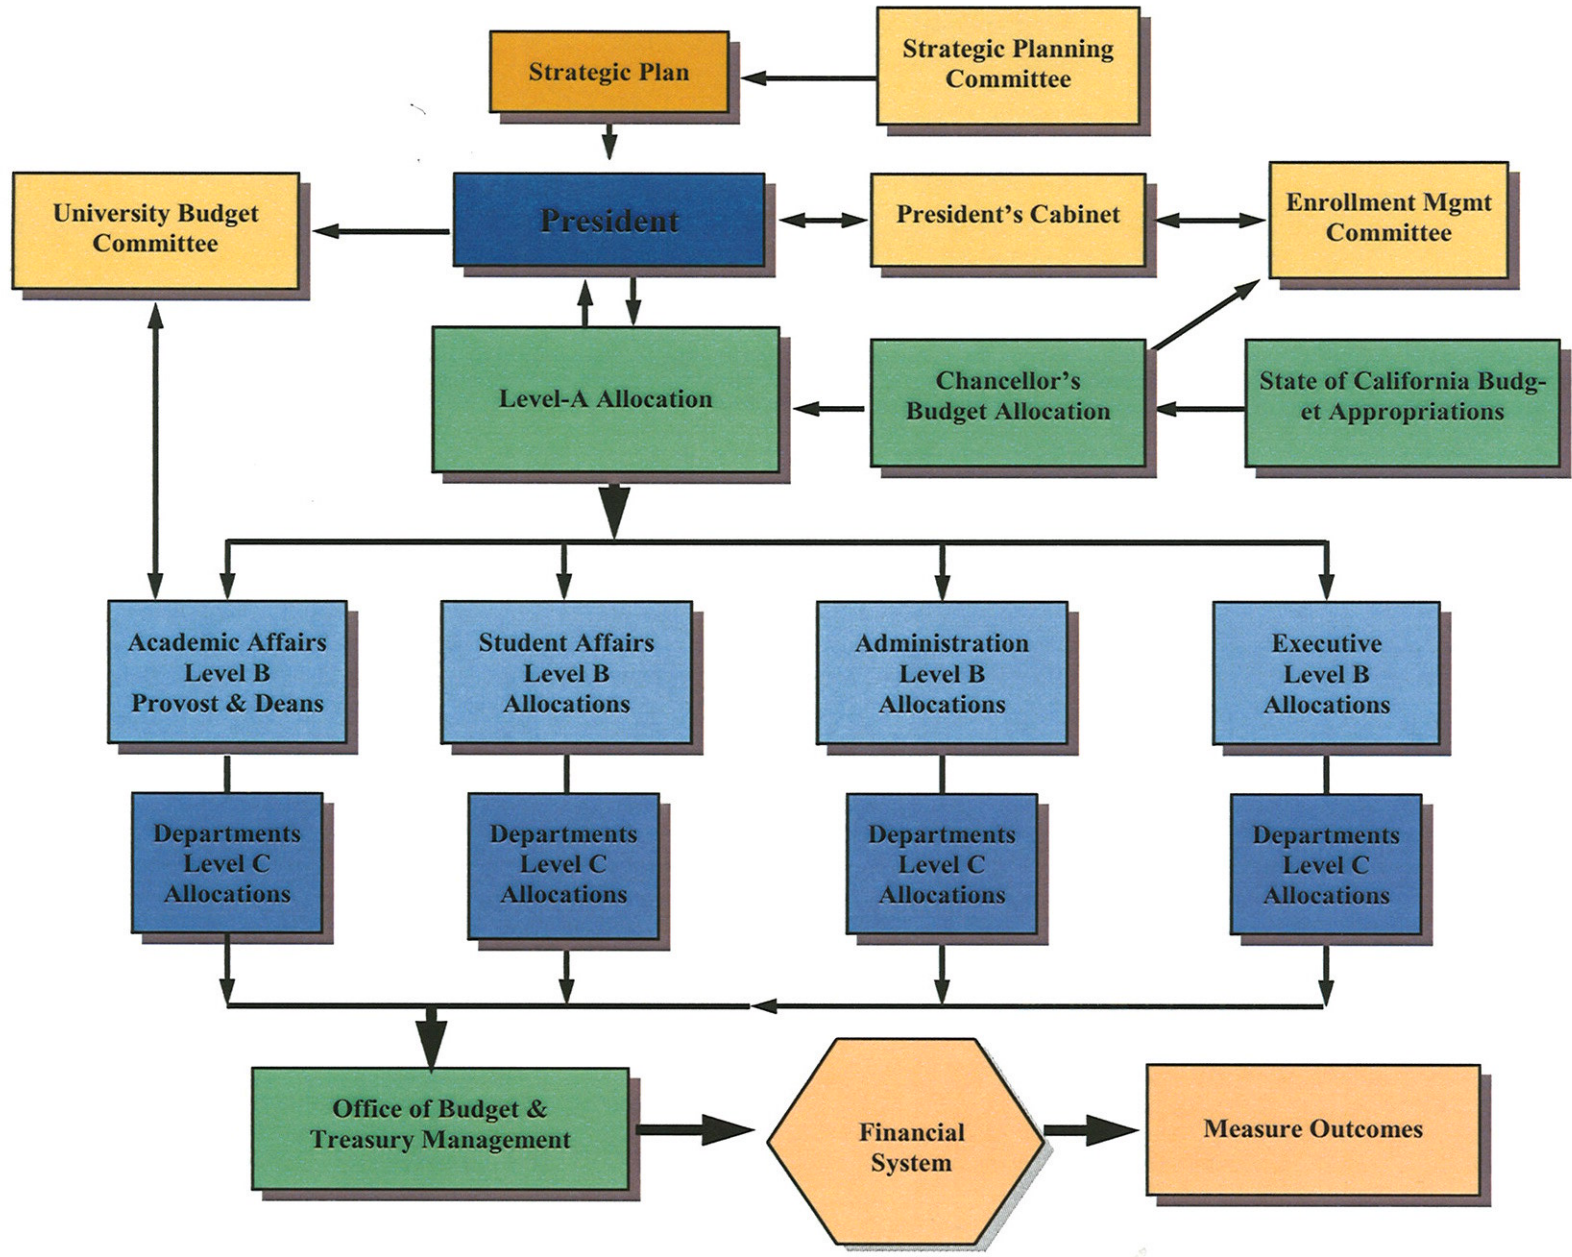 Strategic Plan
Strategic Planning
Committee
University Budget
Committee
President
President's Cabinet
Enrollment Mgmt
Committee
Level-A Allocation
Chancellor's
Budget Allocation
State of California Budg-
et Appropriations
Academic Affairs
Level B
Provost & Deans
Student Affairs
Level B
Allocations
Administration
Level B
Allocations
Executive
Level B
Allocations
Departments
Level C
Allocations
Departments
Level C
Allocations
Departments
Level C
Allocations
Departments
Level C
Allocations
Office of Budget &
Treasury Management
Financial
System
Measure Outcomes